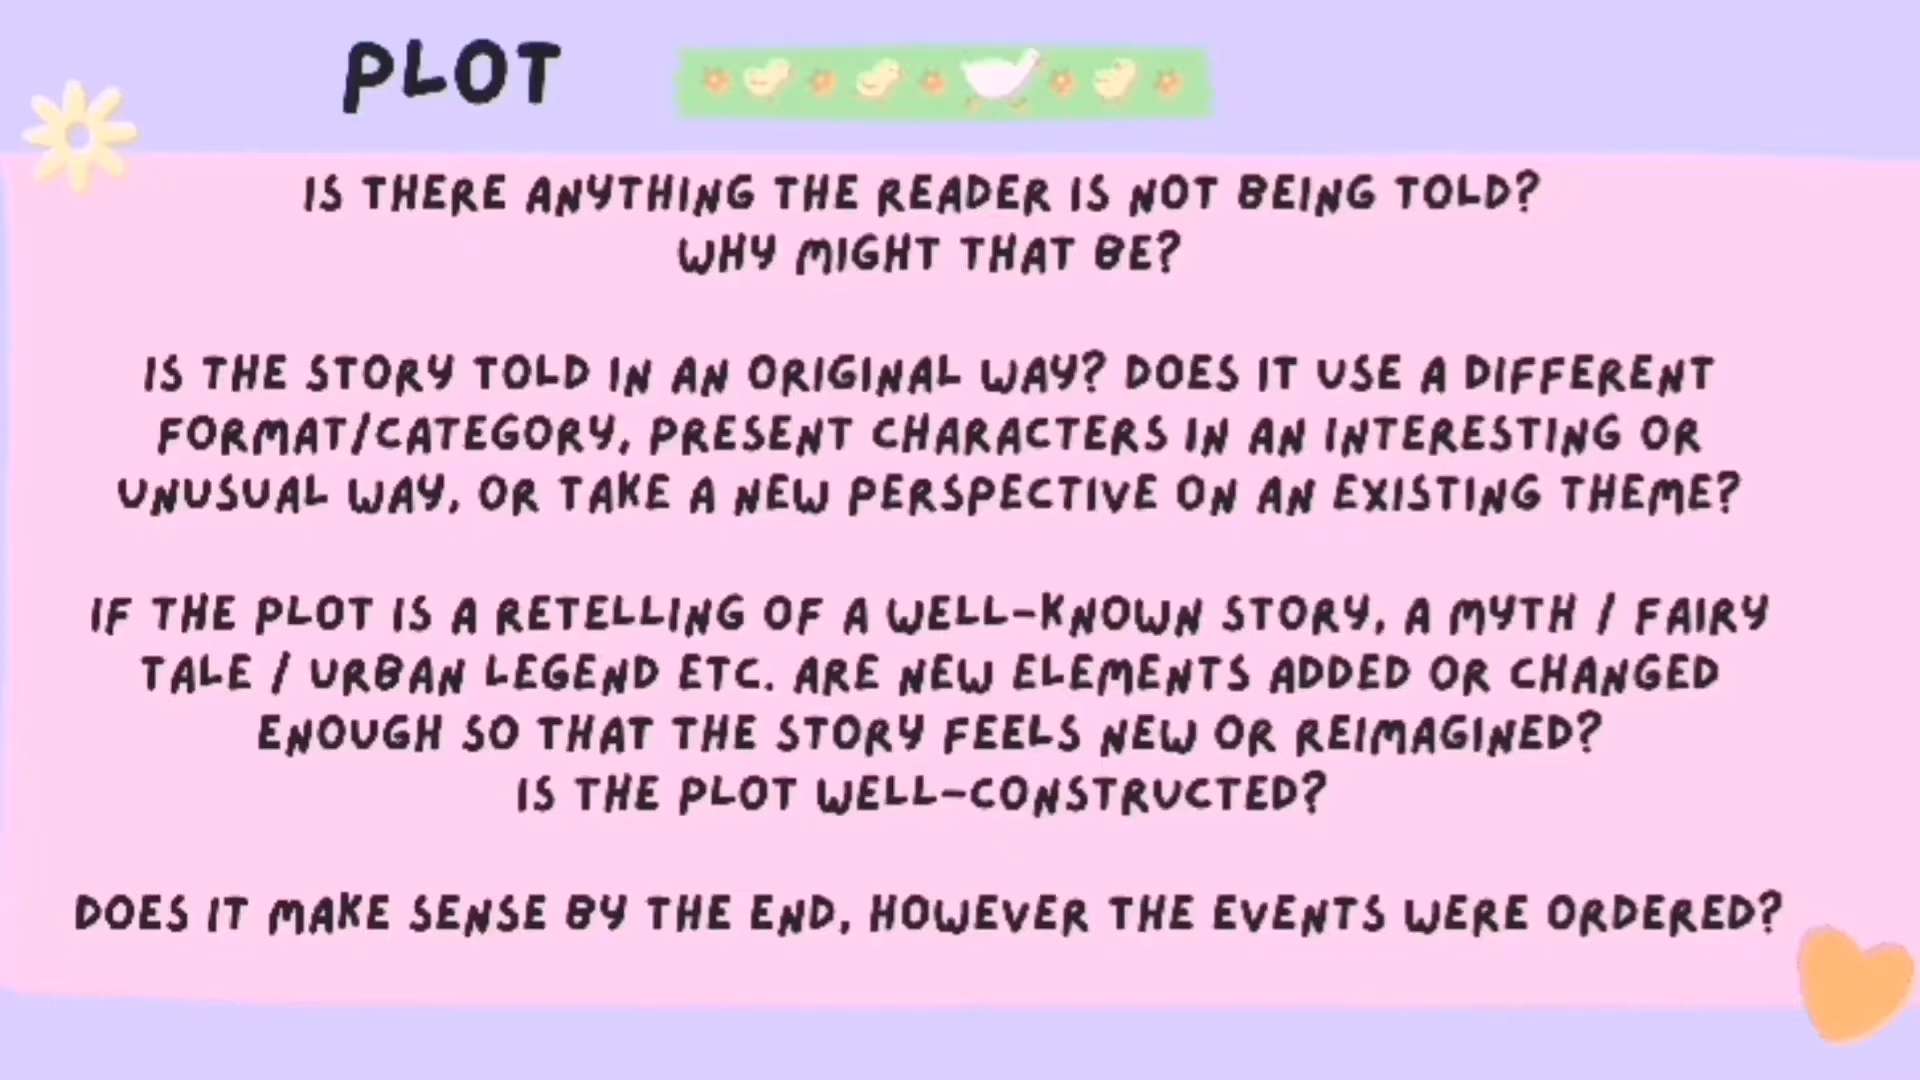 PLOT
IS THERE ANYTHING THE READER IS NOT BEING TOLD?
WHY MIGHT THAT BE?
IS THE STORY TOLD IN AN ORIGINAL WAY? DOES IT USE A DIFFERENT
FORMAT/CATEGORY, PRESENT CHARACTERS IN AN INTERESTING OR
UNUSUAL WAY, OR TAKE A NEW PERSPECTIVE ON AN EXISTING THEME?
IF THE PLOT IS A RETELLING OF A WELL-KNOWN STORY, A MYTH / FAIRY
TALE / URBAN LEGEND ETC. ARE NEW ELEMENTS ADDED OR CHANGED
ENOUGH SO THAT THE STORY FEELS NEW OR REIMAGINED?
IS THE PLOT WELL-CONSTRUCTED?
DOES IT MAKE SENSE BY THE END, HOWEVER THE EVENTS WERE ORDERED?